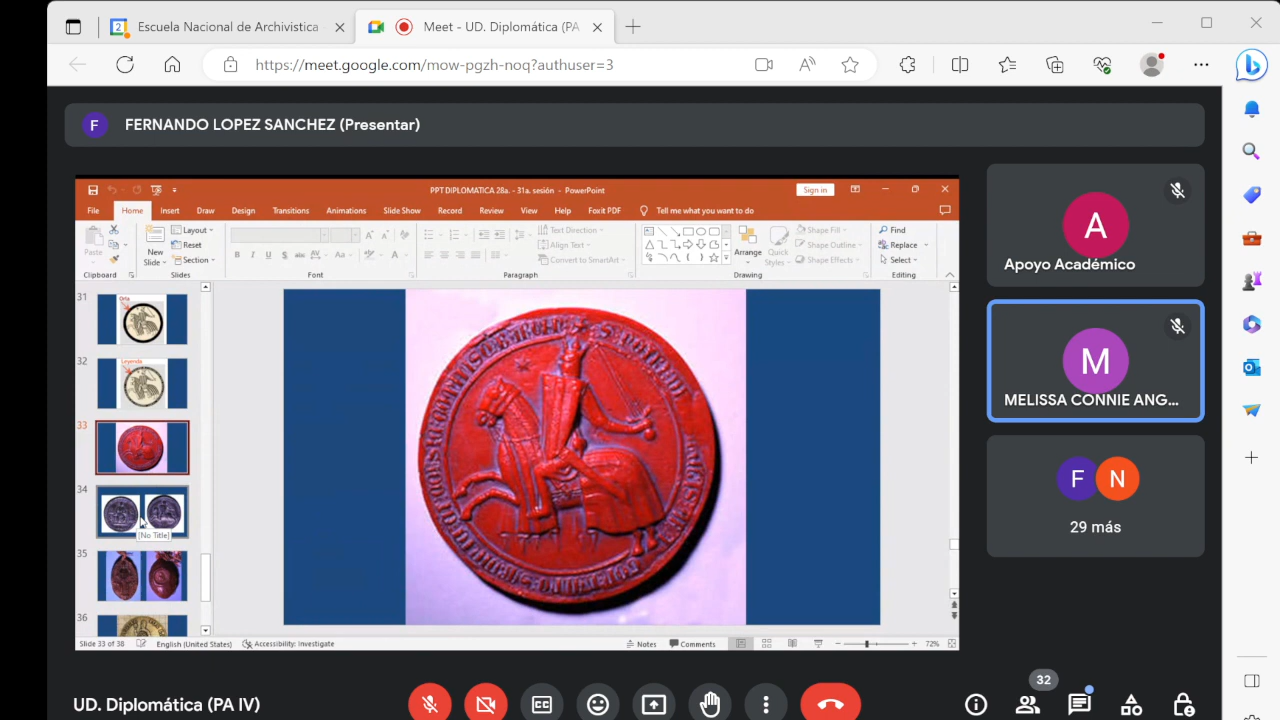 Escuela Nacional de Archivística
Meet - UD. Diplomática (PA
https://meet.google.com/mow-pgzh-noq?authuser=3
F FERNANDO LOPEZ SANCHEZ (Presentar)
PPT DIPLOMATICA 28a. - 31a. sesión - PowerPoint
Sign in
File Home Insert Draw Design Transitions Animations Slide Show Record Review View Help Foxit PDF Tell me what you want to do
Paste
New Slide
Layout
Reset
Section
Text Direction
Align Text
Convert to SmartArt
Arrange
Quick Styles
Shape Fill
Shape Outline
Shape Effects
Find
Replace
Select
Clipboard Slides Font Paragraph Drawing Editing
31
Orla
32
Leyenda
33
34
[No Title]
35
36
Slide 33 of 38 English (United States) Accessibility: Investigate Notes Comments 72%
A
Apoyo Académico
M
MELISSA CONNIE ANG...
F N
29 más
UD. Diplomática (PA IV)
CC
32